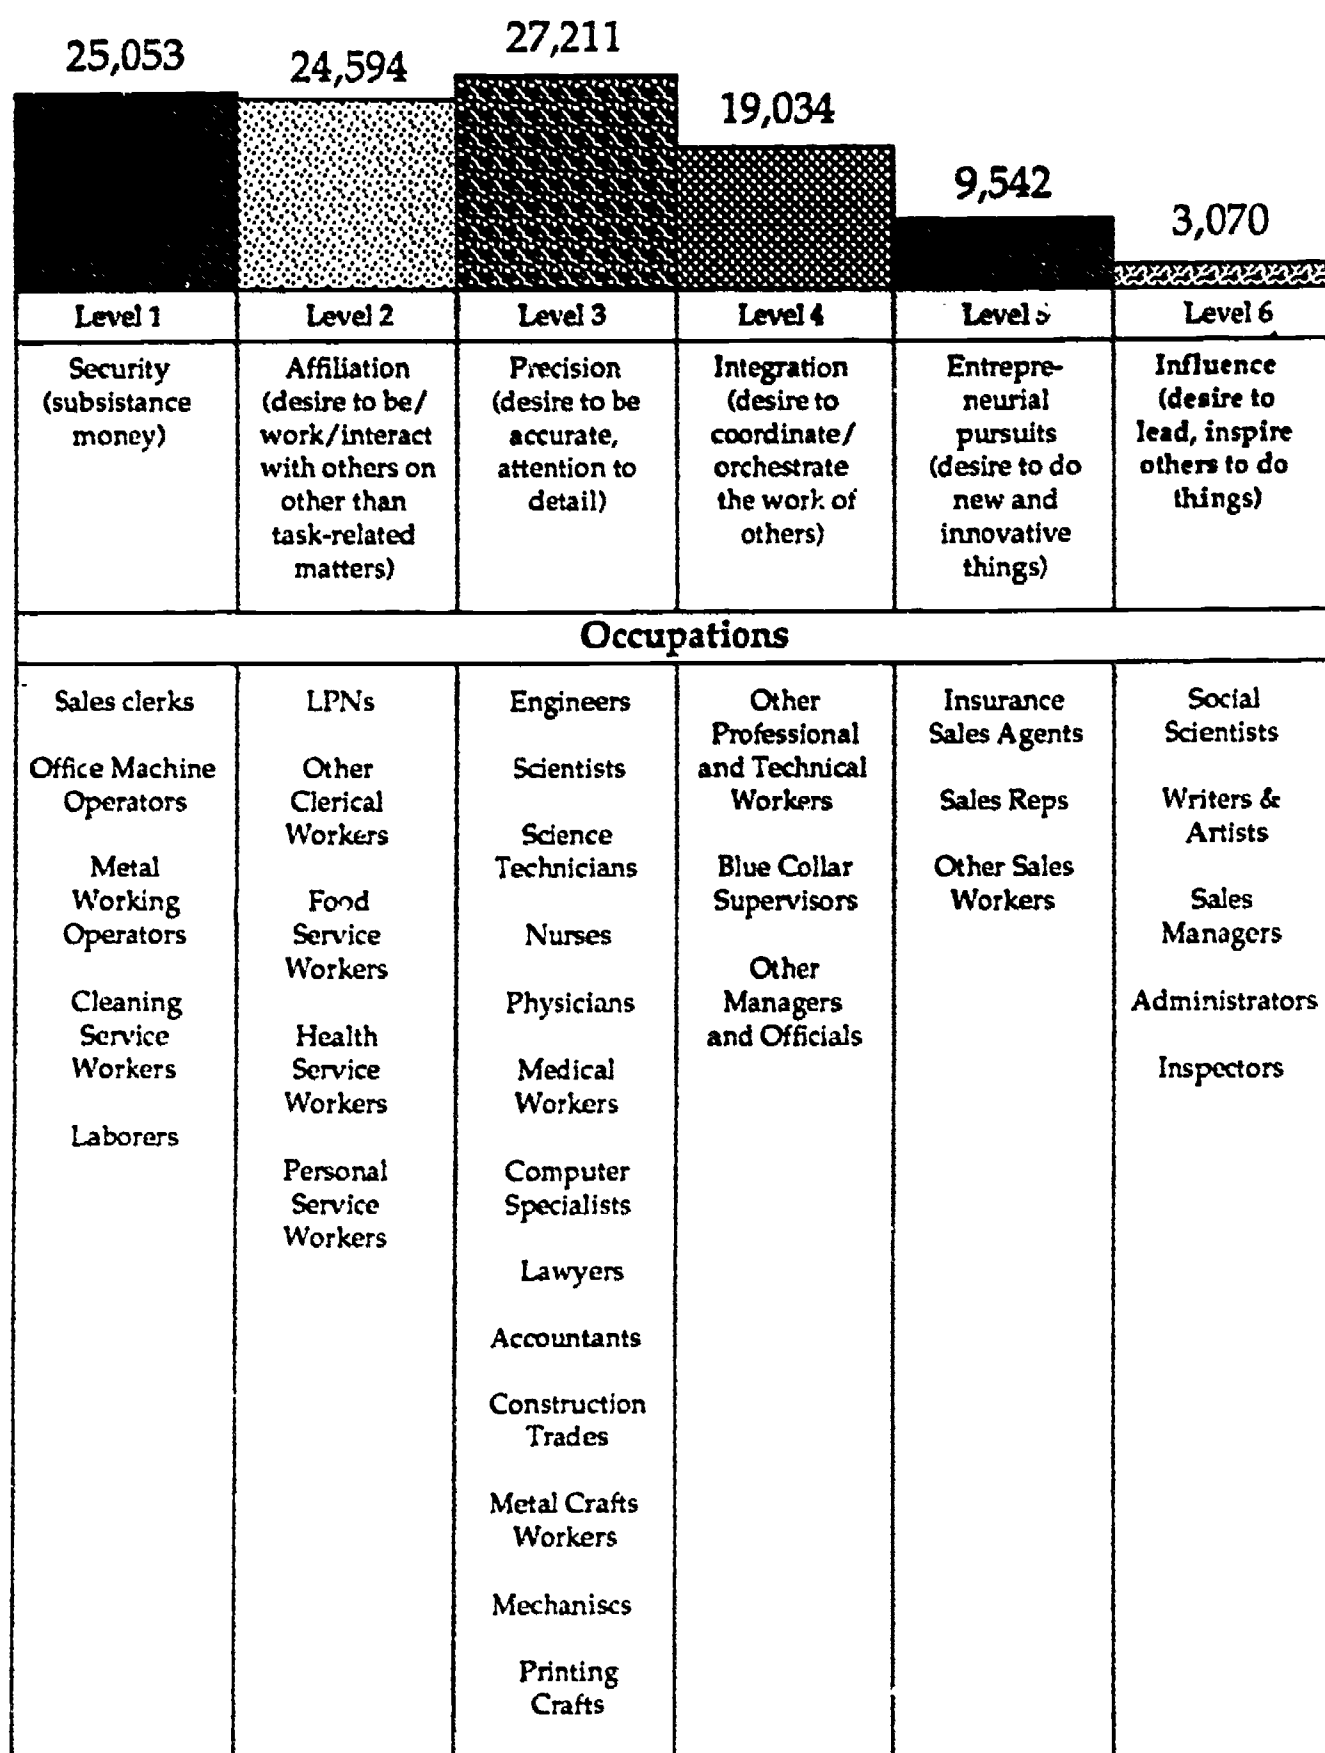 25,053
24,594
27,211
19,034
9,542
3,070
Level 1
Level 2
Level 3
Level 4
Level 5
Level 6
Security
(subsistance
money)
Affiliation
(desire to be/
work/interact
with others on
other than
task-related
matters)
Precision
(desire to be
accurate,
attention to
detail)
Integration
(desire to
coordinate/
orchestrate
the work of
others)
Entrepre-
neurial
pursuits
(desire to do
new and
innovative
things)
Influence
(desire to
lead, inspire
others to do
things)
Occupations
Sales clerks
Office Machine
Operators
Metal
Working
Operators
Cleaning
Service
Workers
Laborers
LPNs
Other
Clerical
Workers
Food
Service
Workers
Health
Service
Workers
Personal
Service
Workers
Engineers
Scientists
Science
Technicians
Nurses
Physicians
Medical
Workers
Computer
Specialists
Lawyers
Accountants
Construction
Trades
Metal Crafts
Workers
Mechaniscs
Printing
Crafts
Other
Professional
and Technical
Workers
Blue Collar
Supervisors
Other
Managers
and Officials
Insurance
Sales Agents
Sales Reps
Other Sales
Workers
Social
Scientists
Writers &
Artists
Sales
Managers
Administrators
Inspectors